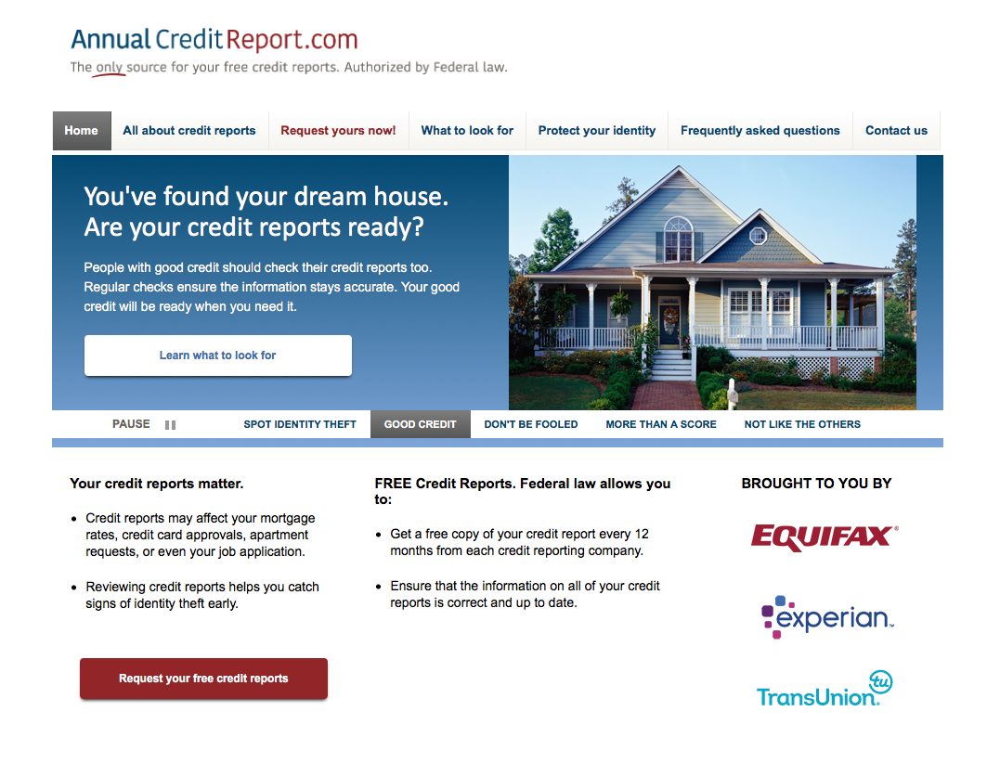 AnnualCreditReport.com
The only source for your free credit reports. Authorized by Federal law.
Home
All about credit reports
Request yours now!
What to look for
Protect your identity
Frequently asked questions
Contact us
You've found your dream house.
Are your credit reports ready?
People with good credit should check their credit reports too.
Regular checks ensure the information stays accurate. Your good
credit will be ready when you need it.
Learn what to look for
PAUSE
SPOT IDENTITY THEFT
GOOD CREDIT
DON'T BE FOOLED
MORE THAN A SCORE
NOT LIKE THE OTHERS
Your credit reports matter.
Credit reports may affect your mortgage
rates, credit card approvals, apartment
requests, or even your job application.
Reviewing credit reports helps you catch
signs of identity theft early.
Request your free credit reports
FREE Credit Reports. Federal law allows you
to:
Get a free copy of your credit report every 12
months from each credit reporting company.
Ensure that the information on all of your credit
reports is correct and up to date.
BROUGHT TO YOU BY
EQUIFAX®
experian™
tu
TransUnion®